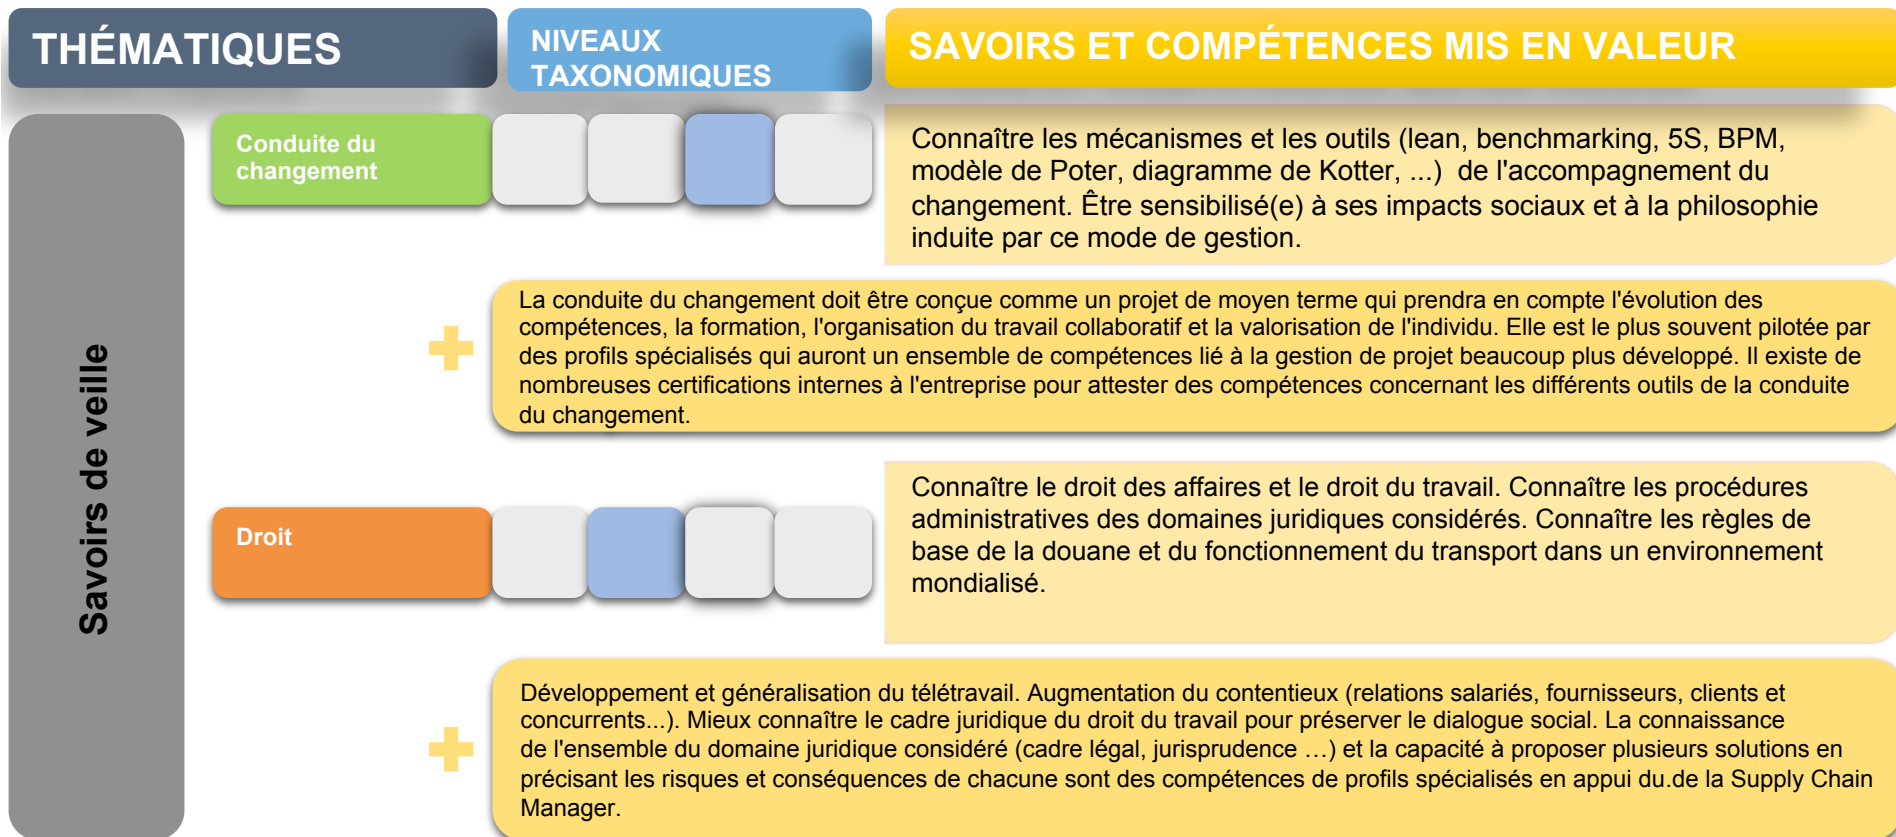 THÉMATIQUES
NIVEAUX
TAXONOMIQUES
SAVOIRS ET COMPÉTENCES MIS EN VALEUR
Savoirs de veille
Conduite du
changement
Connaître les mécanismes et les outils (lean, benchmarking, 5S, BPM,
modèle de Poter, diagramme de Kotter, ...)  de l'accompagnement du
changement. Être sensibilisé(e) à ses impacts sociaux et à la philosophie
induite par ce mode de gestion.
La conduite du changement doit être conçue comme un projet de moyen terme qui prendra en compte l'évolution des
compétences, la formation, l'organisation du travail collaboratif et la valorisation de l'individu. Elle est le plus souvent pilotée par
des profils spécialisés qui auront un ensemble de compétences lié à la gestion de projet beaucoup plus développé. Il existe de
nombreuses certifications internes à l'entreprise pour attester des compétences concernant les différents outils de la conduite
du changement.
Droit
Connaître le droit des affaires et le droit du travail. Connaître les procédures
administratives des domaines juridiques considérés. Connaître les règles de
base de la douane et du fonctionnement du transport dans un environnement
mondialisé.
Développement et généralisation du télétravail. Augmentation du contentieux (relations salariés, fournisseurs, clients et
concurrents...). Mieux connaître le cadre juridique du droit du travail pour préserver le dialogue social. La connaissance
de l'ensemble du domaine juridique considéré (cadre légal, jurisprudence …) et la capacité à proposer plusieurs solutions en
précisant les risques et conséquences de chacune sont des compétences de profils spécialisés en appui du.de la Supply Chain
Manager.